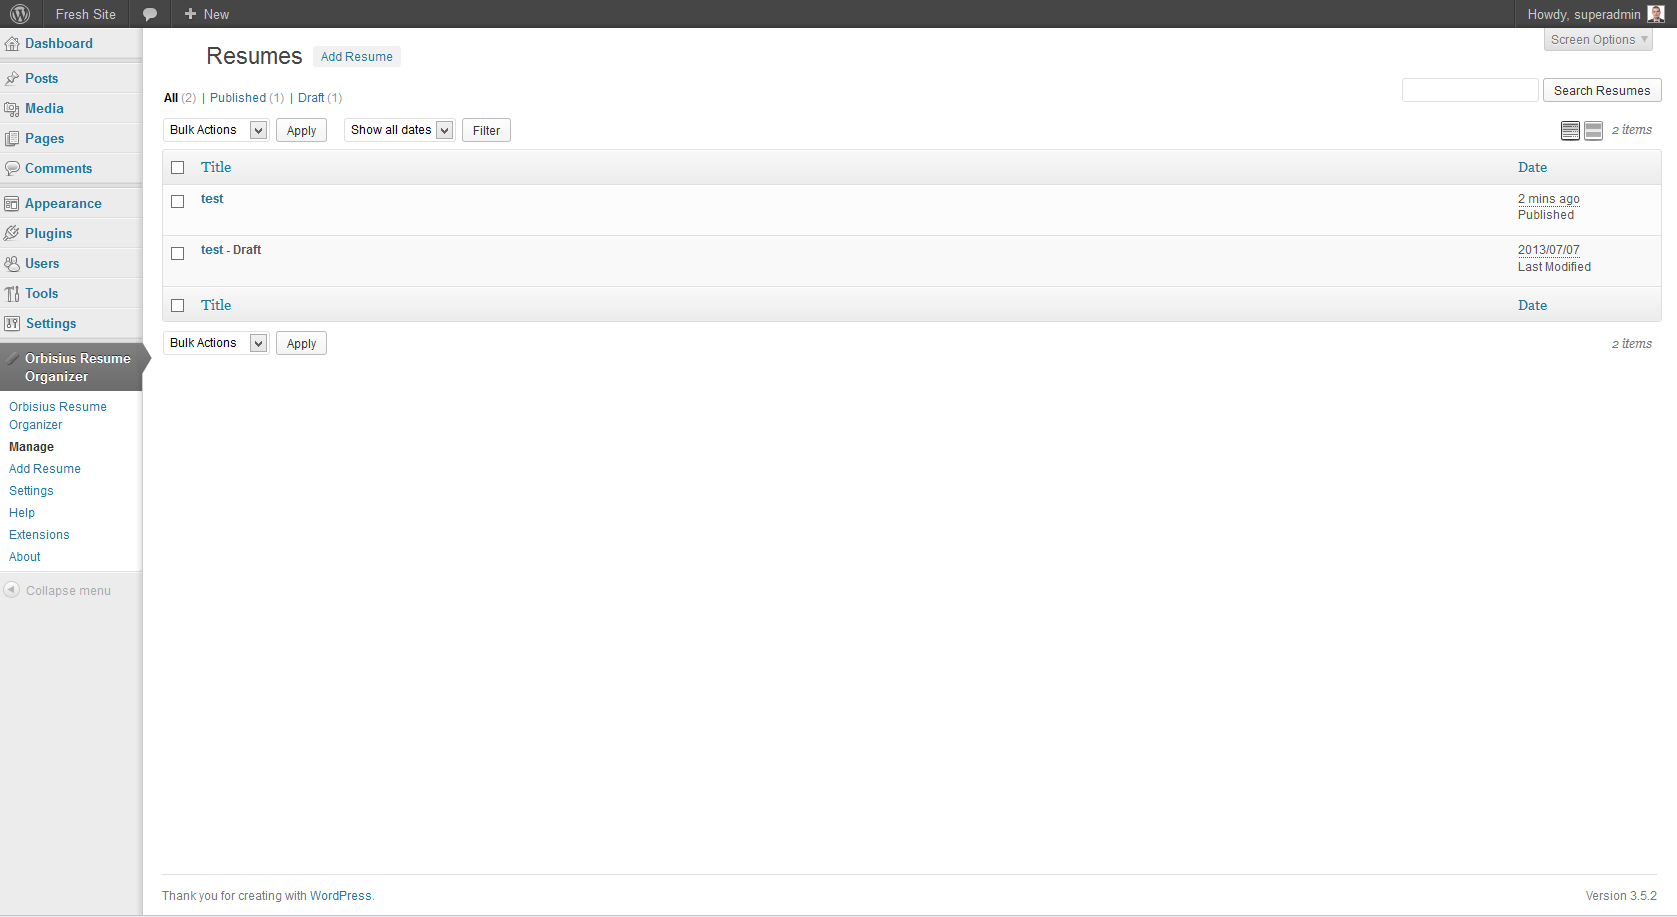 Fresh Site
New
Howdy, superadmin
Dashboard
Posts
Media
Pages
Comments
Appearance
Plugins
Users
Tools
Settings
Orbisius Resume
Organizer
Orbisius Resume
Organizer
Manage
Add Resume
Settings
Help
Extensions
About
Collapse menu
Screen Options
Resumes Add Resume
All (2) | Published (1) | Draft (1)
Search Resumes
Bulk Actions Apply Show all dates Filter 2 items
Title Date
test 2 mins ago
Published
test - Draft 2013/07/07
Last Modified
Title Date
Bulk Actions Apply 2 items
Thank you for creating with WordPress. Version 3.5.2